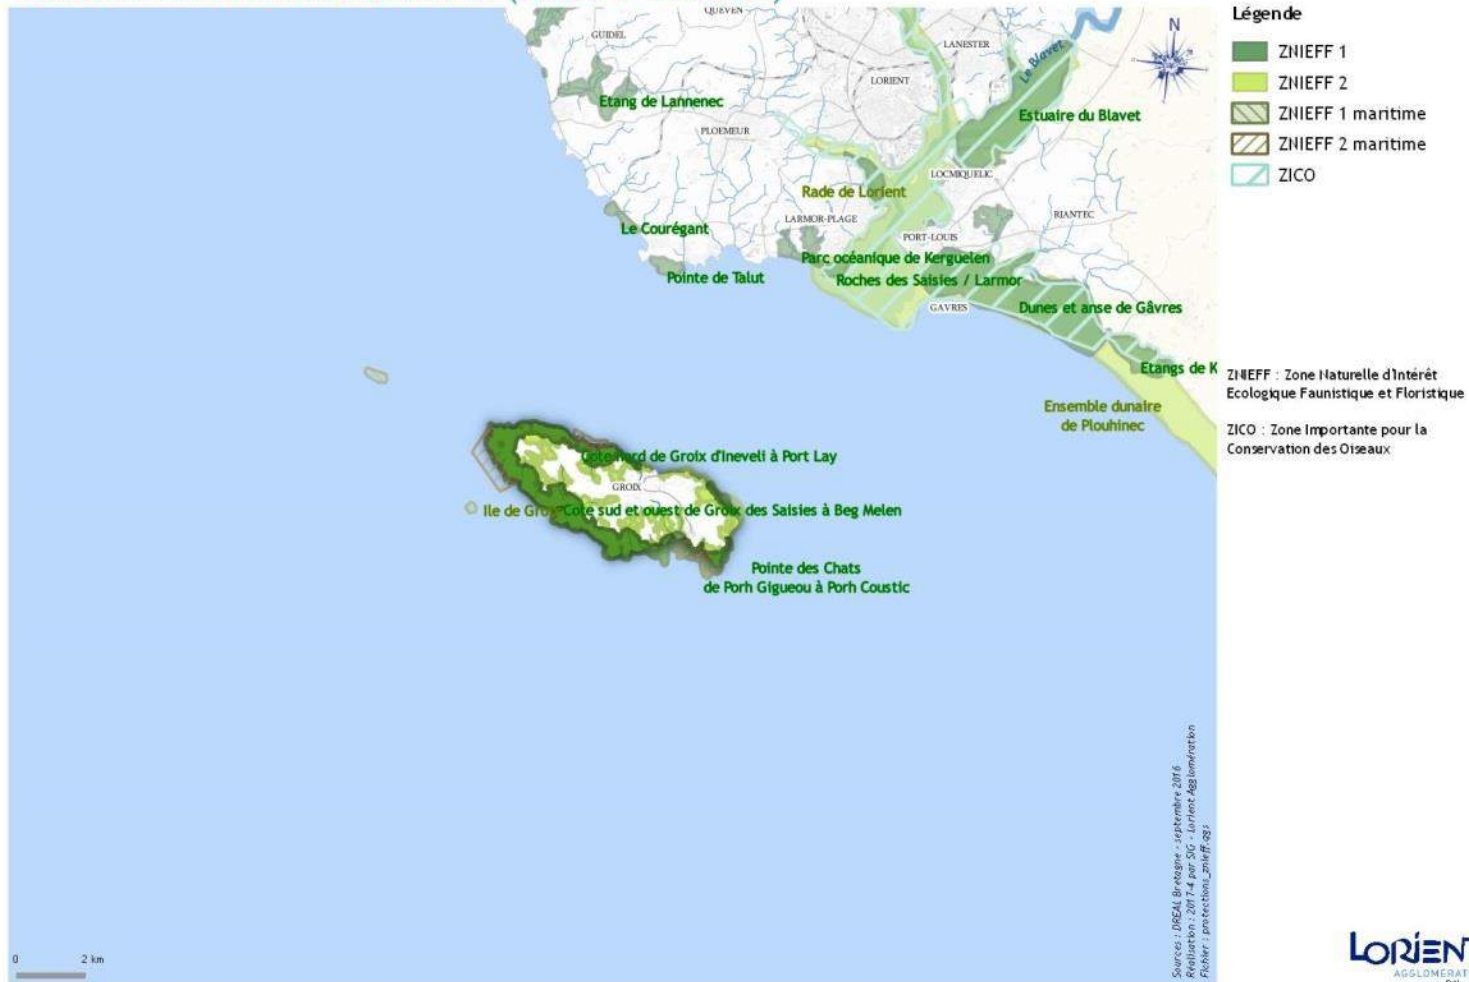 QUÉVEN
GUIDEL
LANESTER
N
LORIENT
Le Blavet
Etang de Lannenec
Estuaire du Blavet
PLOEMEUR
LOCMIQUELIC
Rade de Lorient
LARMOR-PLAGE
RIANTEC
Le Courégant
PORT-LOUIS
Parc océanique de Kerguelen
Pointe de Talut
Roches des Saisies / Larmor
GAVRES
Dunes et anse de Gâvres
Etangs de K
Ensemble dunaire
de Plouhinec
Cote nord de Groix d'Ineveli à Port Lay
GROIX
Ile de Gro
Cote sud et ouest de Groix des Saisies à Beg Melen
Pointe des Chats
de Porh Gigueou à Porh Coustic
0 2 km
Sources : DREAL Bretagne - septembre 2016
Réalisation : 2017-4 par SIG - Lorient Agglomération
Fichier : protections_znieff.qgs
Légende
ZNIEFF 1
ZNIEFF 2
ZNIEFF 1 maritime
ZNIEFF 2 maritime
ZICO
ZNIEFF : Zone Naturelle d'Intérêt
Ecologique Faunistique et Floristique
ZICO : Zone Importante pour la
Conservation des Oiseaux
LORIENT
AGGLOMERAT